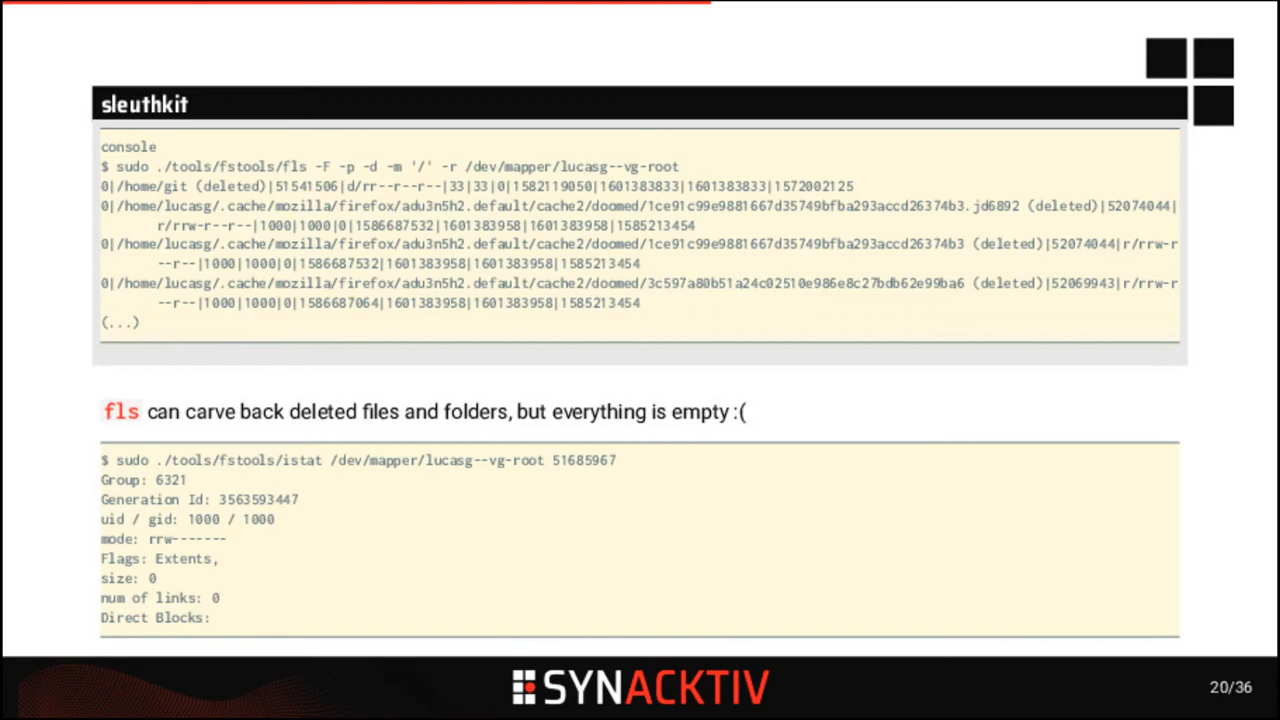 sleuthkit
console
$ sudo ./tools/fstools/fls -F -p -d -m '/' -r /dev/mapper/lucasg--vg-root
0|/home/git (deleted)|51541506|d/rr--r--r--|33|33|0|1582119050|1601383833|1601383833|1572002125
0|/home/lucasg/.cache/mozilla/firefox/adu3n5h2.default/cache2/doomed/1ce91c99e9881667d35749bfba293accd26374b3.jd6892 (deleted)|52074044|
r/rrw-r--r--|1000|1000|0|1586687532|1601383958|1601383958|1585213454
0|/home/lucasg/.cache/mozilla/firefox/adu3n5h2.default/cache2/doomed/1ce91c99e9881667d35749bfba293accd26374b3 (deleted)|52074044|r/rrw-r
--r--|1000|1000|0|1586687532|1601383958|1601383958|1585213454
0|/home/lucasg/.cache/mozilla/firefox/adu3n5h2.default/cache2/doomed/3c597a80b51a24c02510e986e8c27bdb62e99ba6 (deleted)|52069943|r/rrw-r
--r--|1000|1000|0|1586687064|1601383958|1601383958|1585213454
(...)
fls can carve back deleted files and folders, but everything is empty :(
$ sudo ./tools/fstools/istat /dev/mapper/lucasg--vg-root 51685967
Group: 6321
Generation Id: 3563593447
uid / gid: 1000 / 1000
mode: rrw-------
Flags: Extents,
size: 0
num of links: 0
Direct Blocks:
SYNACKTIV
20/36